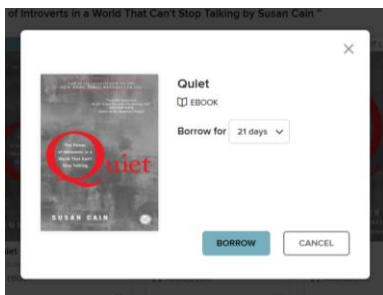 of Introverts in a World That Can't Stop Talking by Susan Cain "
×
Quiet
EBOOK
Borrow for 21 days
The Power
of Introverts in a
World That Can't
Stop Talking
Quiet
SUSAN CAIN
BORROW CANCEL